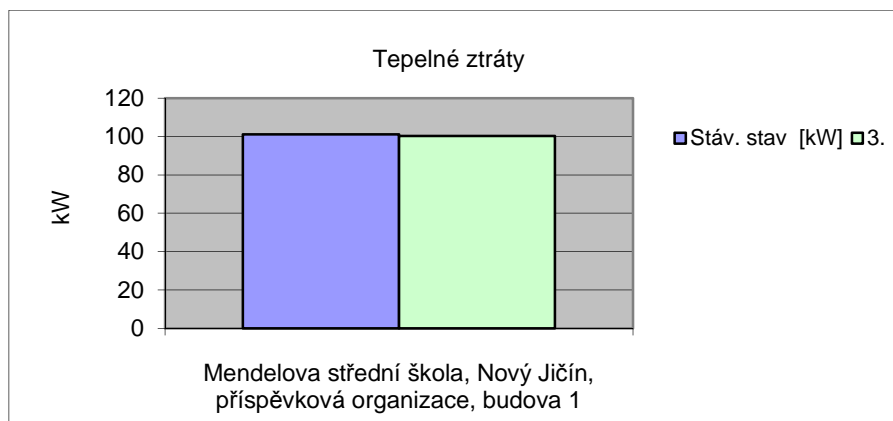 Tepelné ztráty
120
100
80
60
40
20
0
kW
Stáv. stav [kW] 3.
Mendelova střední škola, Nový Jičín,
příspěvková organizace, budova 1